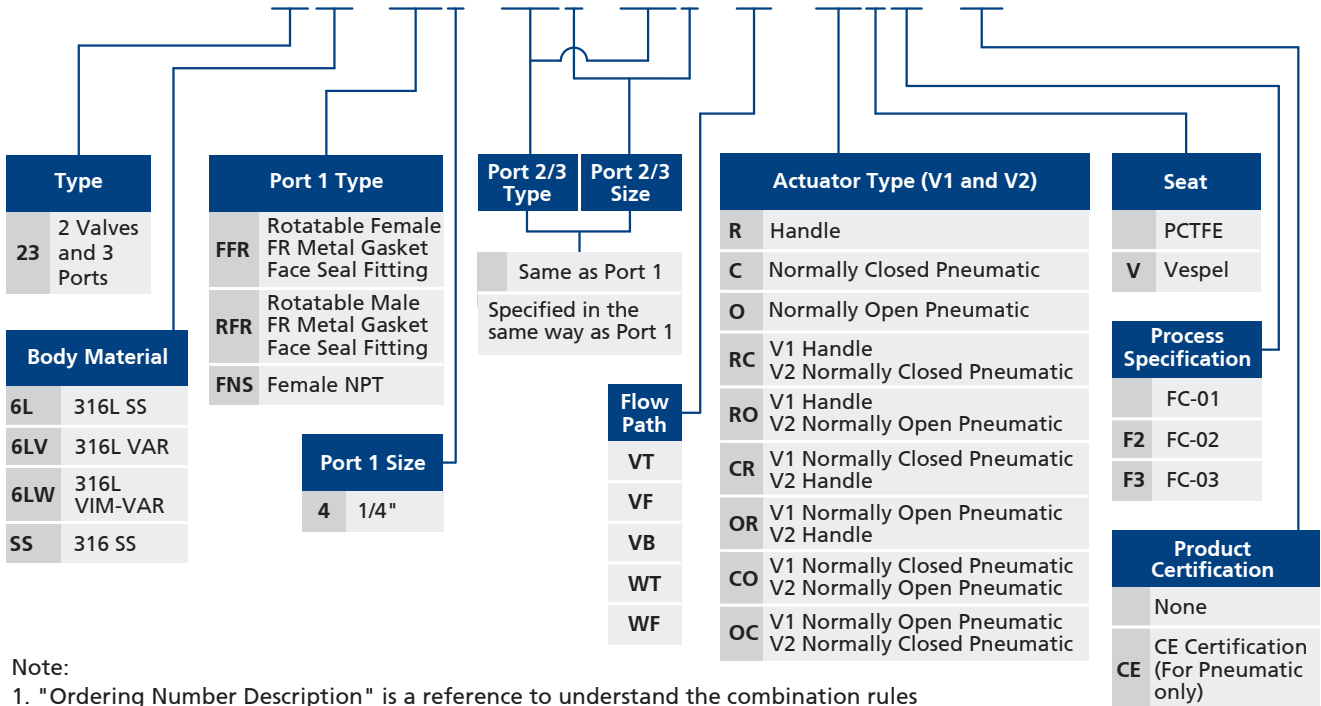 Type
23
2 Valves
and 3
Ports
Body Material
6L 316L SS
6LV 316L VAR
6LW 316L
VIM-VAR
SS 316 SS
Port 1 Type
FFR
Rotatable Female
FR Metal Gasket
Face Seal Fitting
RFR
Rotatable Male
FR Metal Gasket
Face Seal Fitting
FNS Female NPT
Port 1 Size
4 1/4"
Port 2/3
Type
Port 2/3
Size
Same as Port 1
Specified in the
same way as Port 1
Flow
Path
VT
VF
VB
WT
WF
Actuator Type (V1 and V2)
R Handle
C Normally Closed Pneumatic
O Normally Open Pneumatic
RC
V1 Handle
V2 Normally Closed Pneumatic
RO
V1 Handle
V2 Normally Open Pneumatic
CR
V1 Normally Closed Pneumatic
V2 Handle
OR
V1 Normally Open Pneumatic
V2 Handle
CO
V1 Normally Closed Pneumatic
V2 Normally Open Pneumatic
OC
V1 Normally Open Pneumatic
V2 Normally Closed Pneumatic
Seat
PCTFE
V Vespel
Process
Specification
FC-01
F2 FC-02
F3 FC-03
Product
Certification
None
CE
CE Certification
(For Pneumatic
only)
Note:
1. "Ordering Number Description" is a reference to understand the combination rules